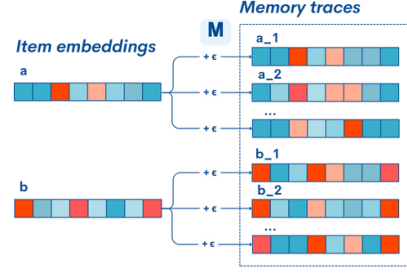 Memory traces
M
Item embeddings
a
a_1
+ ϵ
a_2
+ ϵ
...
+ ϵ
b
b_1
+ ϵ
b_2
+ ϵ
...
+ ϵ